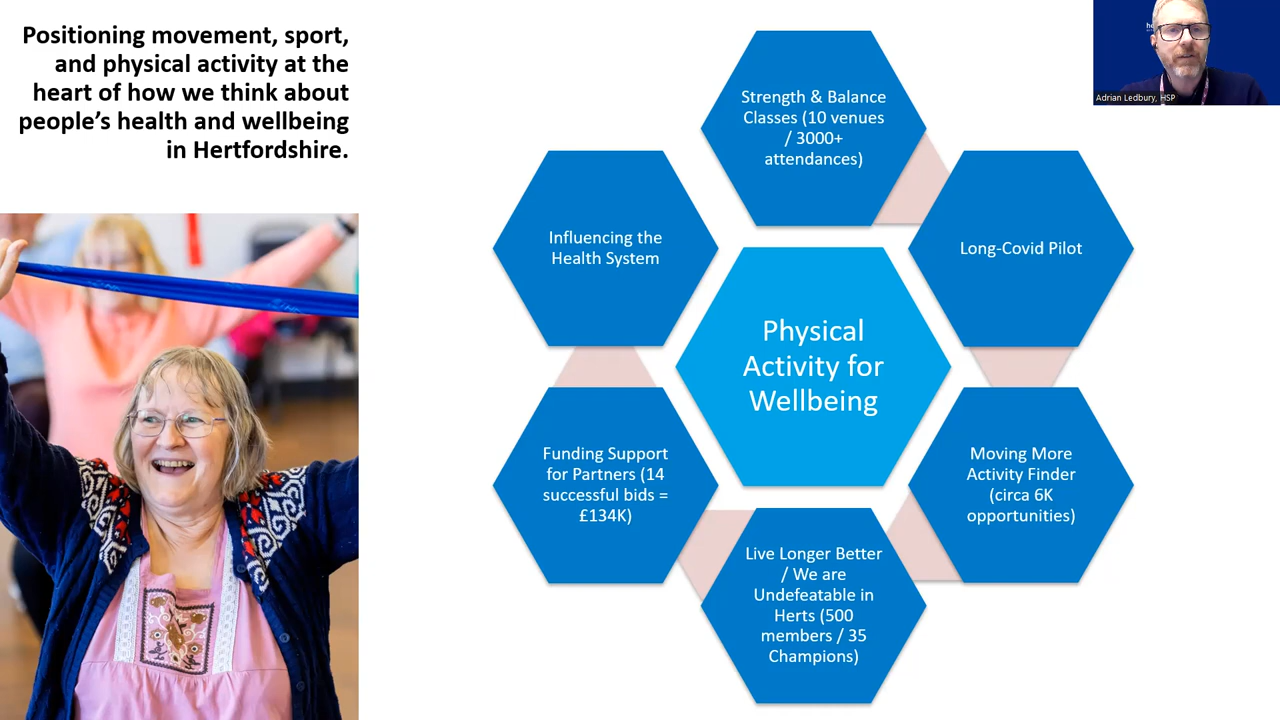 Positioning movement, sport,
and physical activity at the
heart of how we think about
people's health and wellbeing
in Hertfordshire.
Strength & Balance
Classes (10 venues
/ 3000+
attendances)
Long-Covid Pilot
Moving More
Activity Finder
(circa 6K
opportunities)
Live Longer Better
/ We are
Undefeatable in
Herts (500
members / 35
Champions)
Funding Support
for Partners (14
successful bids =
£134K)
Influencing the
Health System
Physical
Activity for
Wellbeing
Adrian Ledbury, HSP